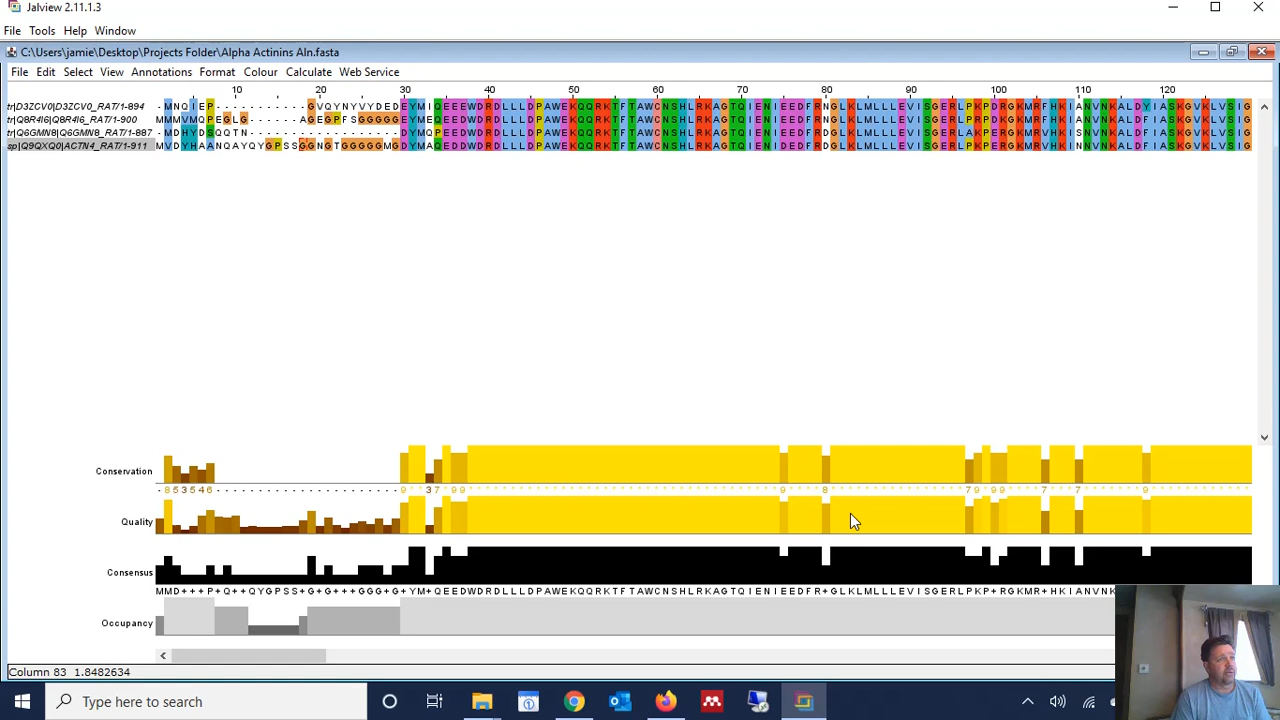 Jalview 2.11.1.3
File Tools Help Window
C:\Users\jamie\Desktop\Projects Folder\Alpha Actinins Aln.fasta
File Edit Select View Annotations Format Colour Calculate Web Service
10 20 30 40 50 60 70 80 90 100 110 120
tr|D3ZCV0|D3ZCV0_RAT/1-894 -MNQIEP-----------GVQYNYVYDEDEYMIQEEEWDRDLLLDPAWEKQQRKTFTAWCNSHLRKAGTQIENIEEDFRNGLKLMLLLEVISGERLPKPDRGKMRFHKIANVNKALDYIASKGVKLVSIG
tr|Q8R4I6|Q8R4I6_RAT/1-900
tr|Q6GMN8|Q6GMN8_RAT/1-887
sp|Q9QXQ0|ACTN4_RAT/1-911 MVDYHAANQAYQYGPSSGGNGTGGGGGMGDYMAQEDDWDRDLLLDPAWEKQQRKTFTAWCNSHLRKAGTQIENIDEDFRDGLKLMLLLEVISGERLPKPERGKMRVHKINNVNKALDFIASKGVKLVSIG
Conservation
Quality
Consensus
Occupancy
Column 83 1.8482634
Type here to search